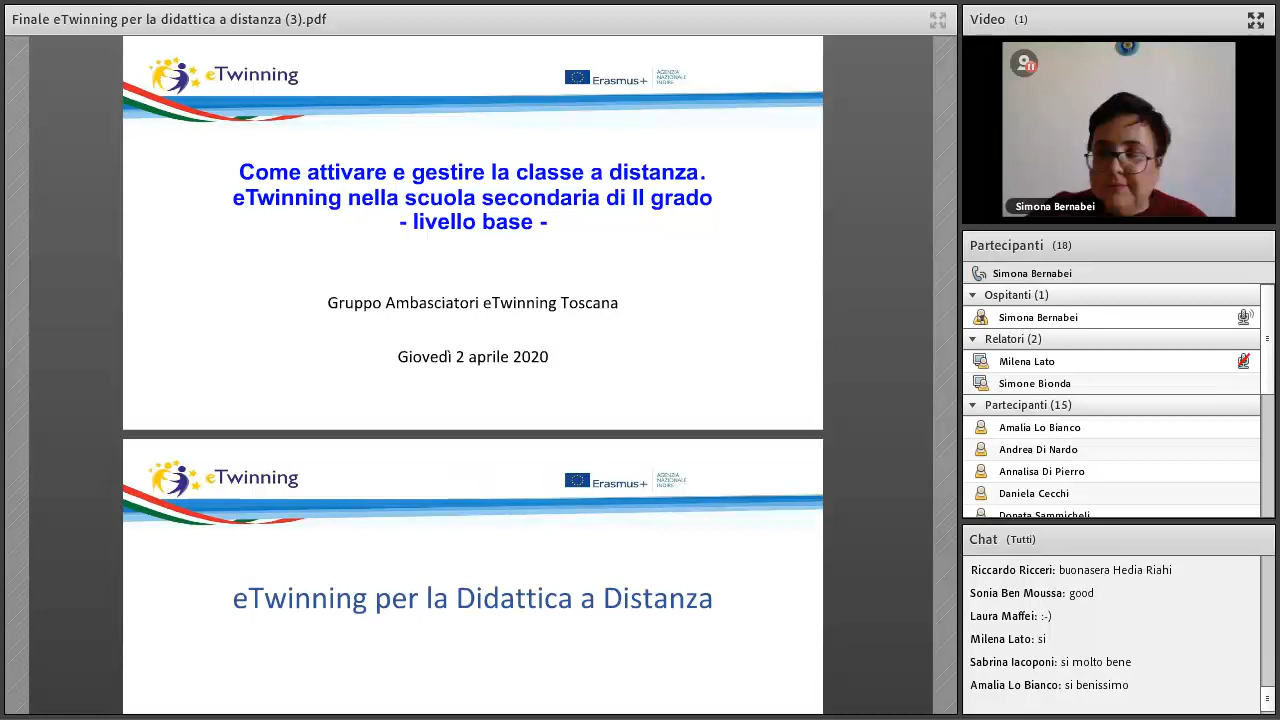 Finale eTwinning per la didattica a distanza (3).pdf
eTwinning
Erasmus+
AGENZIA
NAZIONALE
INDIRE
Come attivare e gestire la classe a distanza.
eTwinning nella scuola secondaria di II grado
- livello base -
Gruppo Ambasciatori eTwinning Toscana
Giovedì 2 aprile 2020
eTwinning
Erasmus+
AGENZIA
NAZIONALE
INDIRE
eTwinning per la Didattica a Distanza
Video (1)
Simona Bernabei
Partecipanti (18)
Simona Bernabei
Ospitanti (1)
Simona Bernabei
Relatori (2)
Milena Lato
Simone Bionda
Partecipanti (15)
Amalia Lo Bianco
Andrea Di Nardo
Annalisa Di Pierro
Daniela Cecchi
Donata Sammicheli
Chat (Tutti)
Riccardo Ricceri: buonasera Hedia Riahi
Sonia Ben Moussa: good
Laura Maffei: :-)
Milena Lato: si
Sabrina Iacoponi: si molto bene
Amalia Lo Bianco: si benissimo